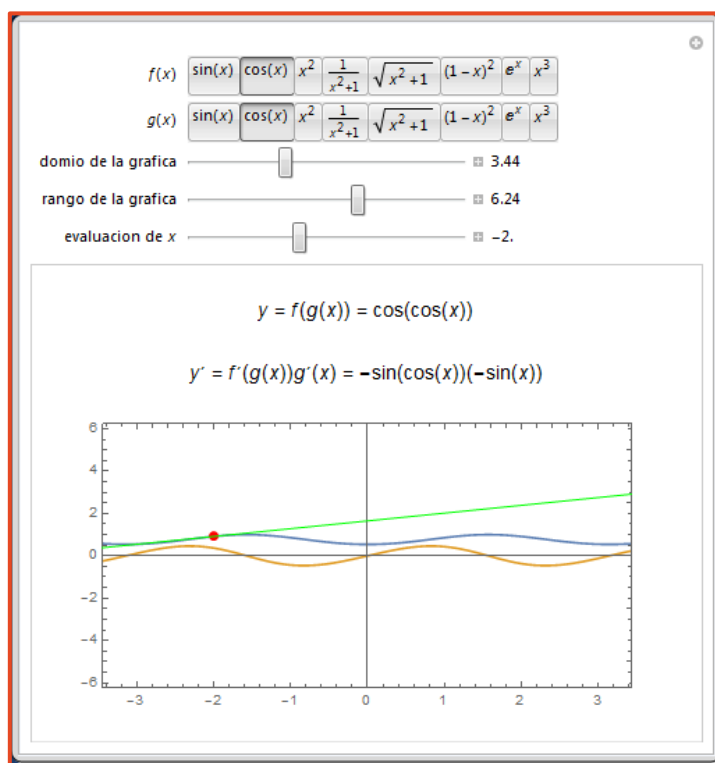 f(x) sin(x) cos(x) x² 1/(x²+1) √(x²+1) (1−x)² eˣ x³
g(x) sin(x) cos(x) x² 1/(x²+1) √(x²+1) (1−x)² eˣ x³
domio de la grafica 3.44
rango de la grafica 6.24
evaluacion de x −2.
y = f(g(x)) = cos(cos(x))
y´ = f´(g(x))g´(x) = −sin(cos(x))(−sin(x))
6
4
2
0
−2
−4
−6
−3 −2 −1 0 1 2 3